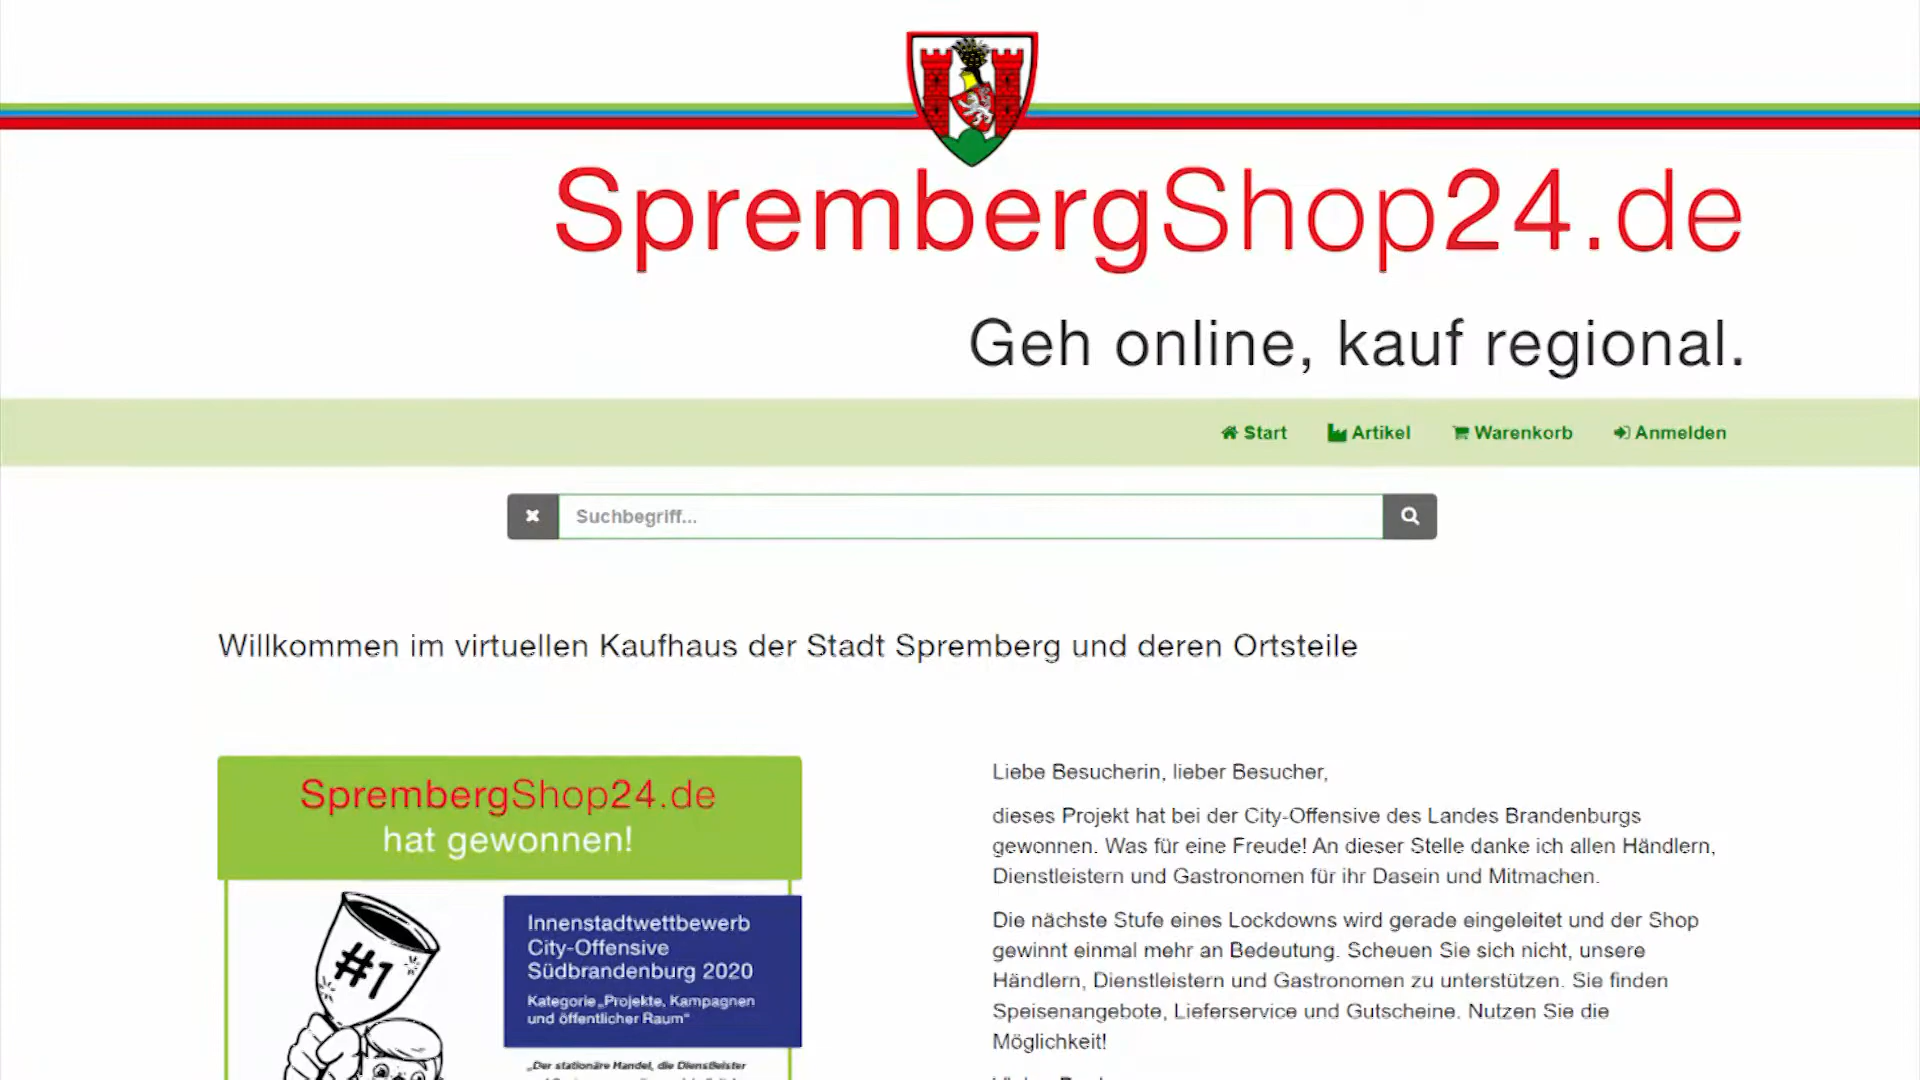 SprembergShop24.de
Geh online, kauf regional.
Start Artikel Warenkorb Anmelden
Suchbegriff...
Willkommen im virtuellen Kaufhaus der Stadt Spremberg und deren Ortsteile
SprembergShop24.de
hat gewonnen!
#1
Innenstadtwettbewerb
City-Offensive
Südbrandenburg 2020
Kategorie „Projekte, Kampagnen
und öffentlicher Raum“
„Der stationäre Handel, die Dienstleister
Liebe Besucherin, lieber Besucher,
dieses Projekt hat bei der City-Offensive des Landes Brandenburgs
gewonnen. Was für eine Freude! An dieser Stelle danke ich allen Händlern,
Dienstleistern und Gastronomen für ihr Dasein und Mitmachen.
Die nächste Stufe eines Lockdowns wird gerade eingeleitet und der Shop
gewinnt einmal mehr an Bedeutung. Scheuen Sie sich nicht, unsere
Händlern, Dienstleistern und Gastronomen zu unterstützen. Sie finden
Speisenangebote, Lieferservice und Gutscheine. Nutzen Sie die
Möglichkeit!